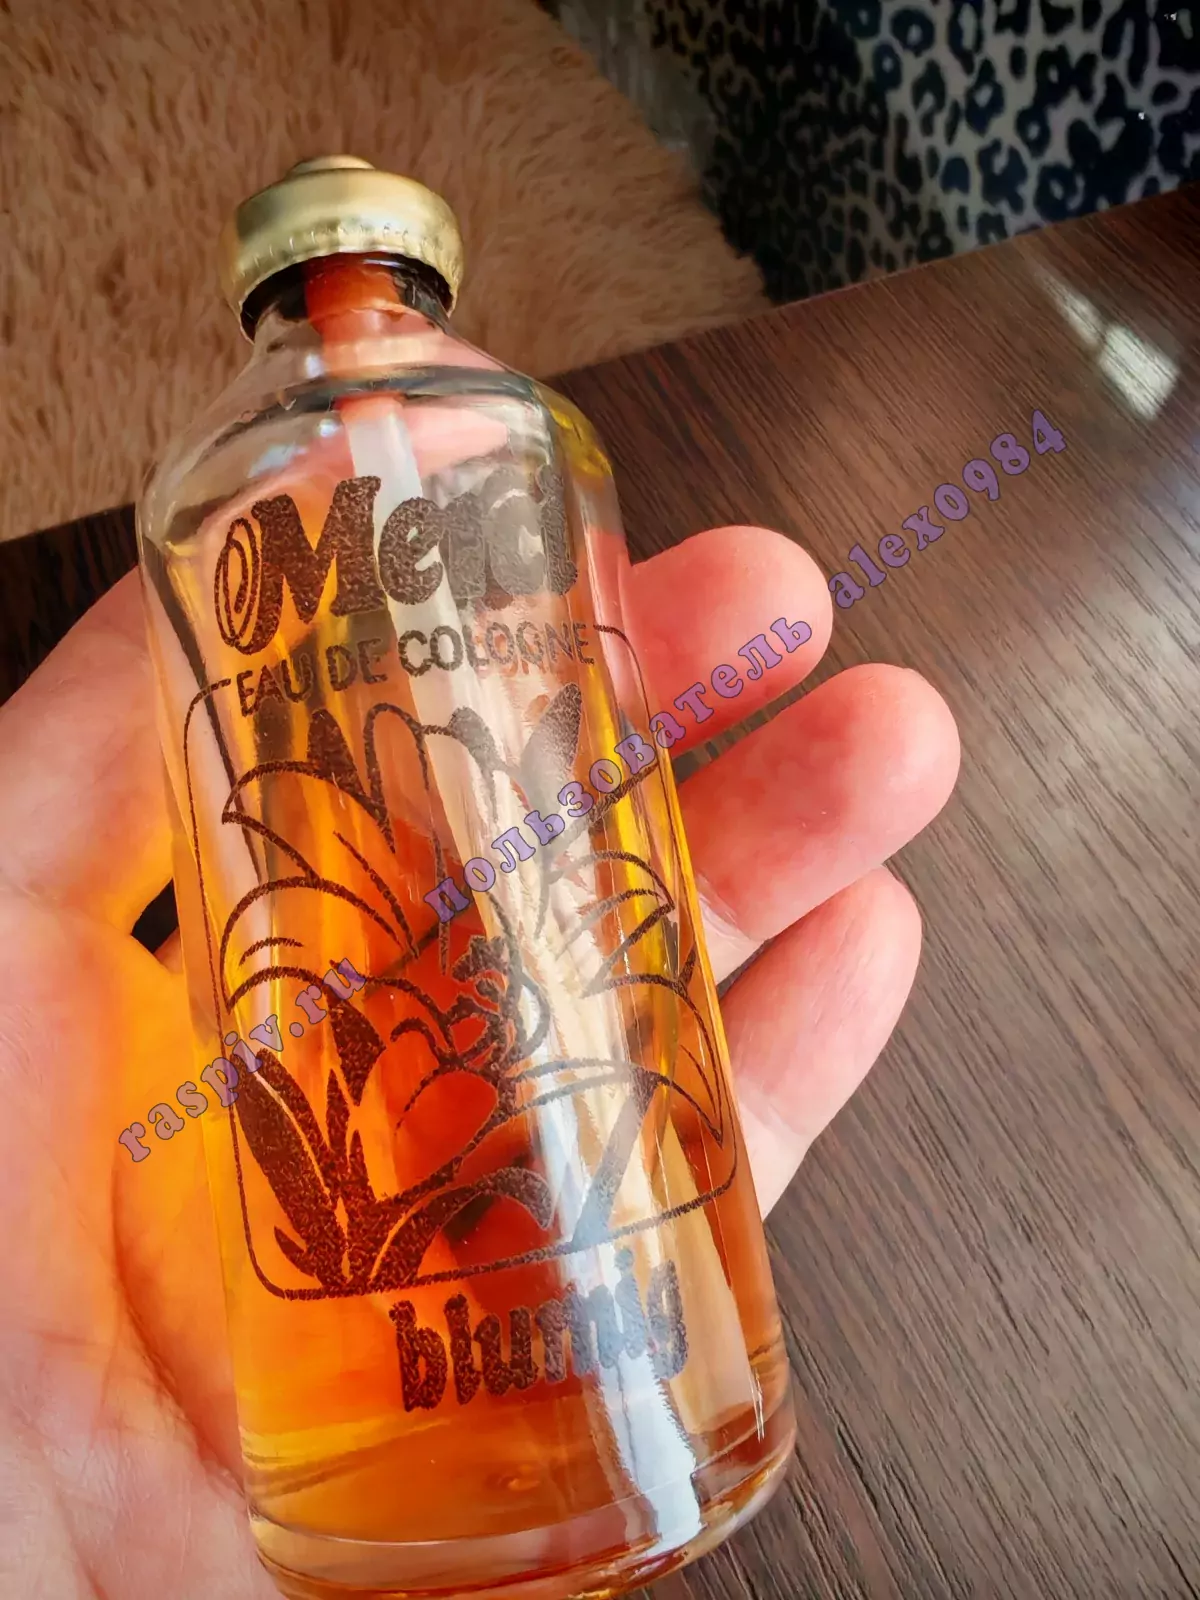 Merci
EAU DE COLOGNE
blumig
raspiv.ru пользователь alex0984